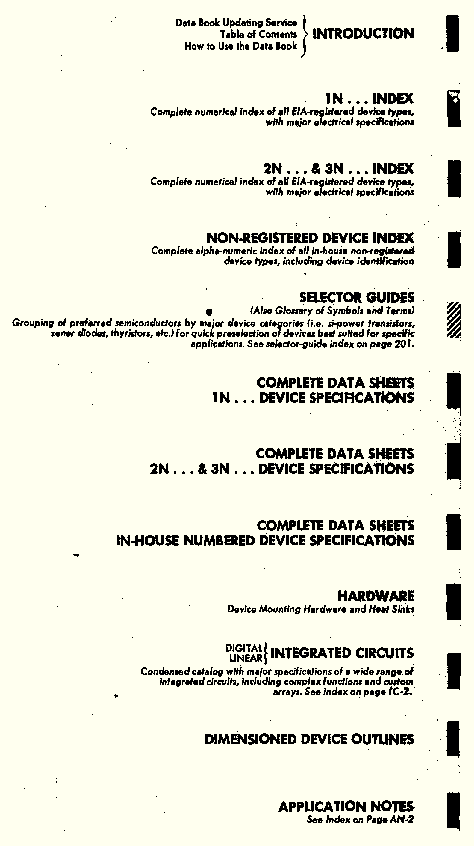 Data Book Updating Service
Table of Contents
How to Use the Data Book
INTRODUCTION
1N . . . INDEX
Complete numerical index of all EIA-registered device types,
with major electrical specifications
2N . . . & 3N . . . INDEX
Complete numerical index of all EIA-registered device types,
with major electrical specifications
NON-REGISTERED DEVICE INDEX
Complete alpha-numeric index of all in-house non-registered
device types, including device identification
SELECTOR GUIDES
(Also Glossary of Symbols and Terms)
Grouping of preferred semiconductors by major device categories (i.e. si-power transistors,
zener diodes, thyristors, etc.) for quick preselection of devices best suited for specific
applications. See selector-guide index on page 201.
COMPLETE DATA SHEETS
1N . . . DEVICE SPECIFICATIONS
COMPLETE DATA SHEETS
2N . . . & 3N . . . DEVICE SPECIFICATIONS
COMPLETE DATA SHEETS
IN-HOUSE NUMBERED DEVICE SPECIFICATIONS
HARDWARE
Device Mounting Hardware and Heat Sinks
DIGITAL
LINEAR
INTEGRATED CIRCUITS
Condensed catalog with major specifications of a wide range of
integrated circuits, including complex functions and custom
arrays. See Index on page IC-2.
DIMENSIONED DEVICE OUTLINES
APPLICATION NOTES
See Index on Page AN-2